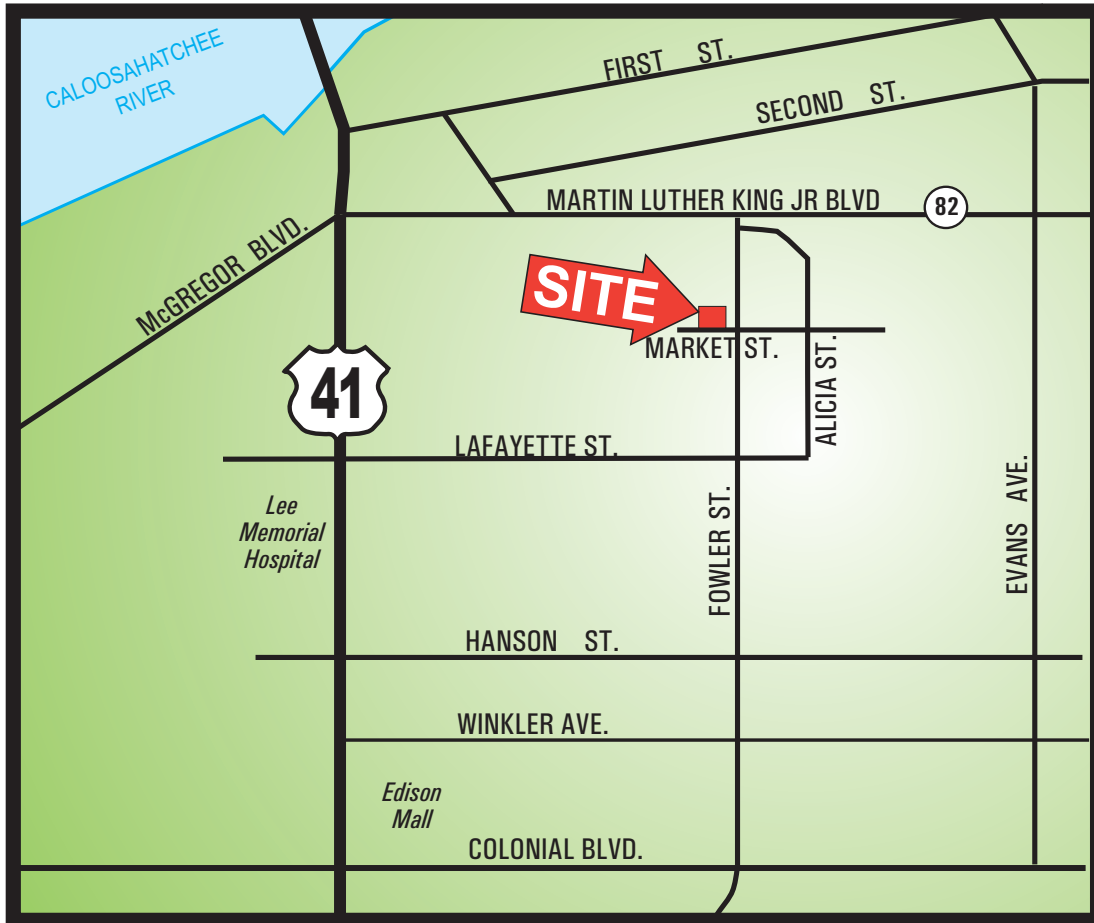 CALOOSAHATCHEE
RIVER
FIRST ST.
SECOND ST.
MARTIN LUTHER KING JR BLVD
82
McGREGOR BLVD.
SITE
MARKET ST.
ALICIA ST.
41
LAFAYETTE ST.
Lee
Memorial
Hospital
FOWLER ST.
EVANS AVE.
HANSON ST.
WINKLER AVE.
Edison
Mall
COLONIAL BLVD.